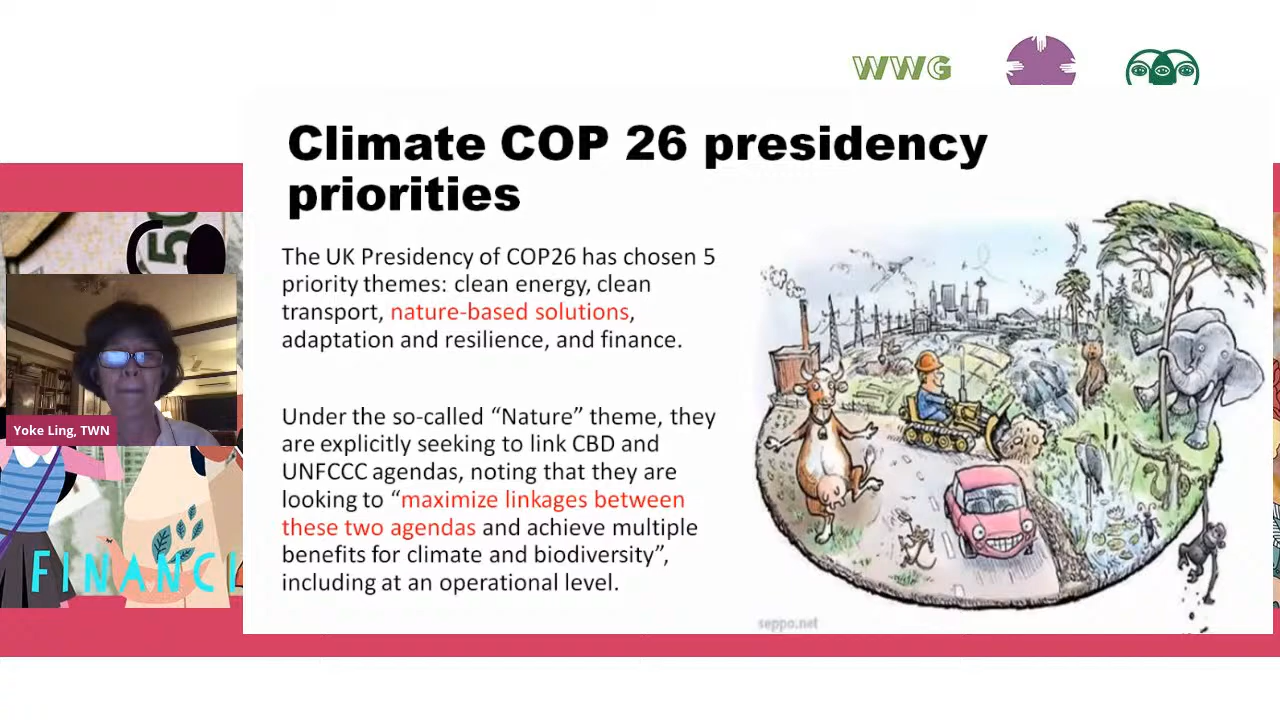 WWG
Climate COP 26 presidency
priorities
The UK Presidency of COP26 has chosen 5
priority themes: clean energy, clean
transport, nature-based solutions,
adaptation and resilience, and finance.
Under the so-called “Nature” theme, they
are explicitly seeking to link CBD and
UNFCCC agendas, noting that they are
looking to “maximize linkages between
these two agendas and achieve multiple
benefits for climate and biodiversity”,
including at an operational level.
seppo.net
50
Yoke Ling, TWN
FINANCI